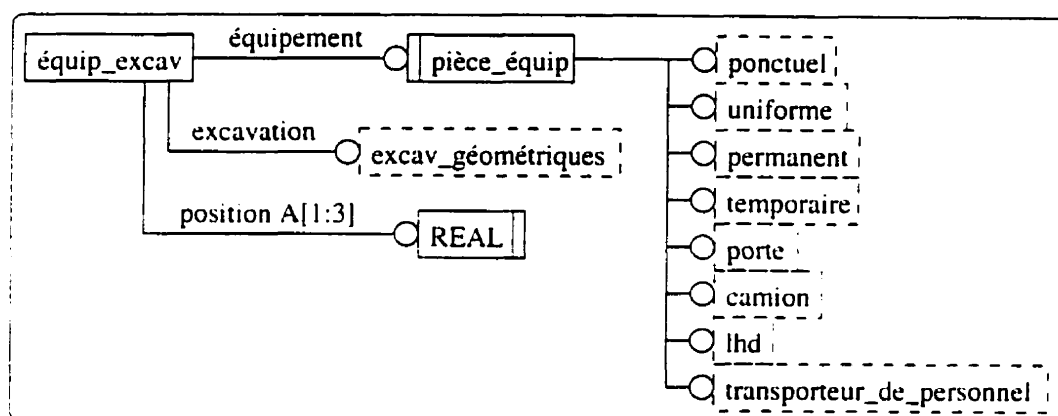 équipement
équip_excav
pièce_équip
ponctuel
uniforme
excavation
excav_géométriques
permanent
temporaire
position A[1:3]
REAL
porte
camion
lhd
transporteur_de_personnel